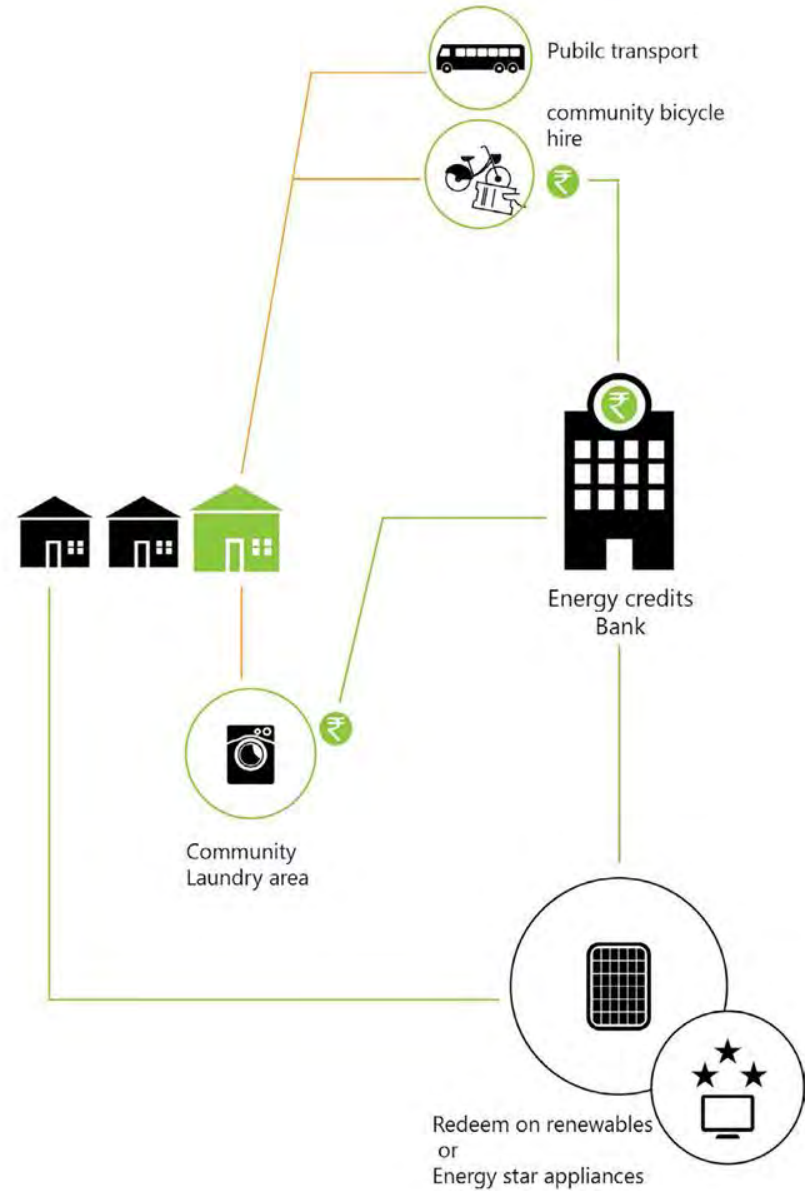 Pubilc transport
community bicycle
hire
₹
₹
Energy credits
Bank
₹
Community
Laundry area
Redeem on renewables
or
Energy star appliances